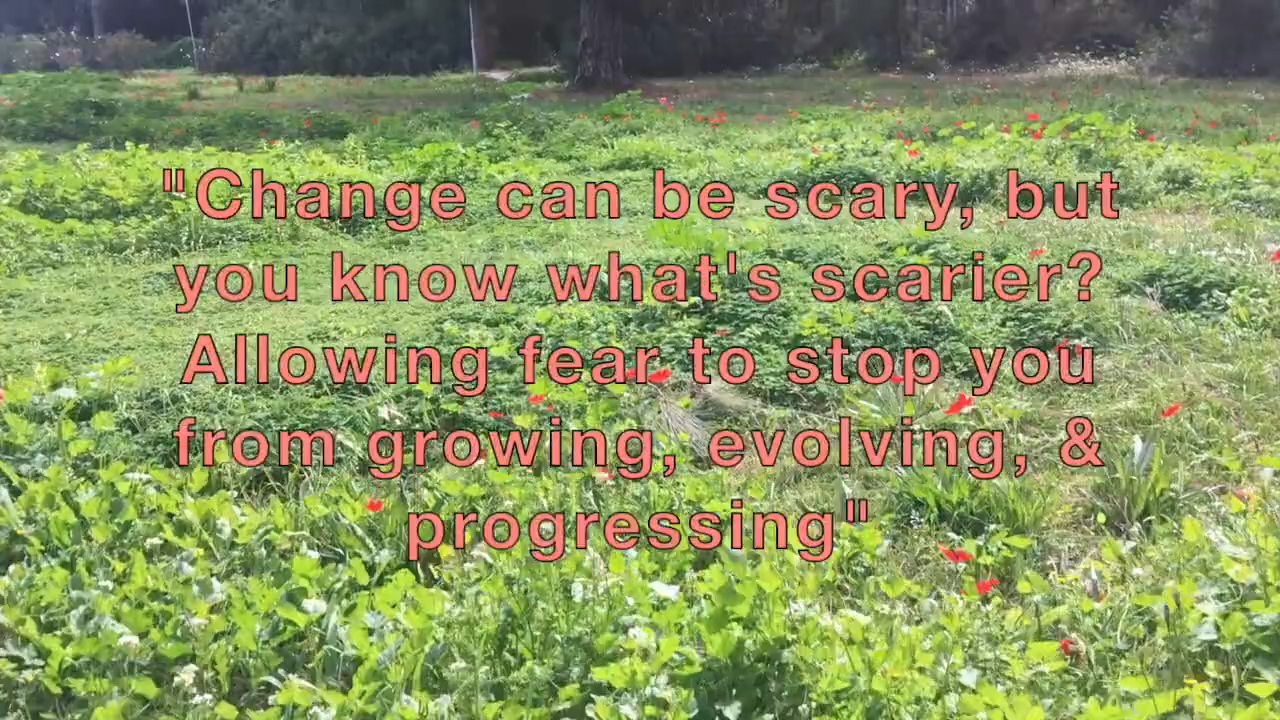 "Change can be scary, but
you know what's scarier?
Allowing fear to stop you
from growing, evolving, &
progressing"